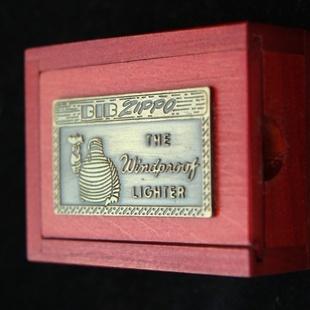 BIB ZIPPO
THE
Windproof
LIGHTER